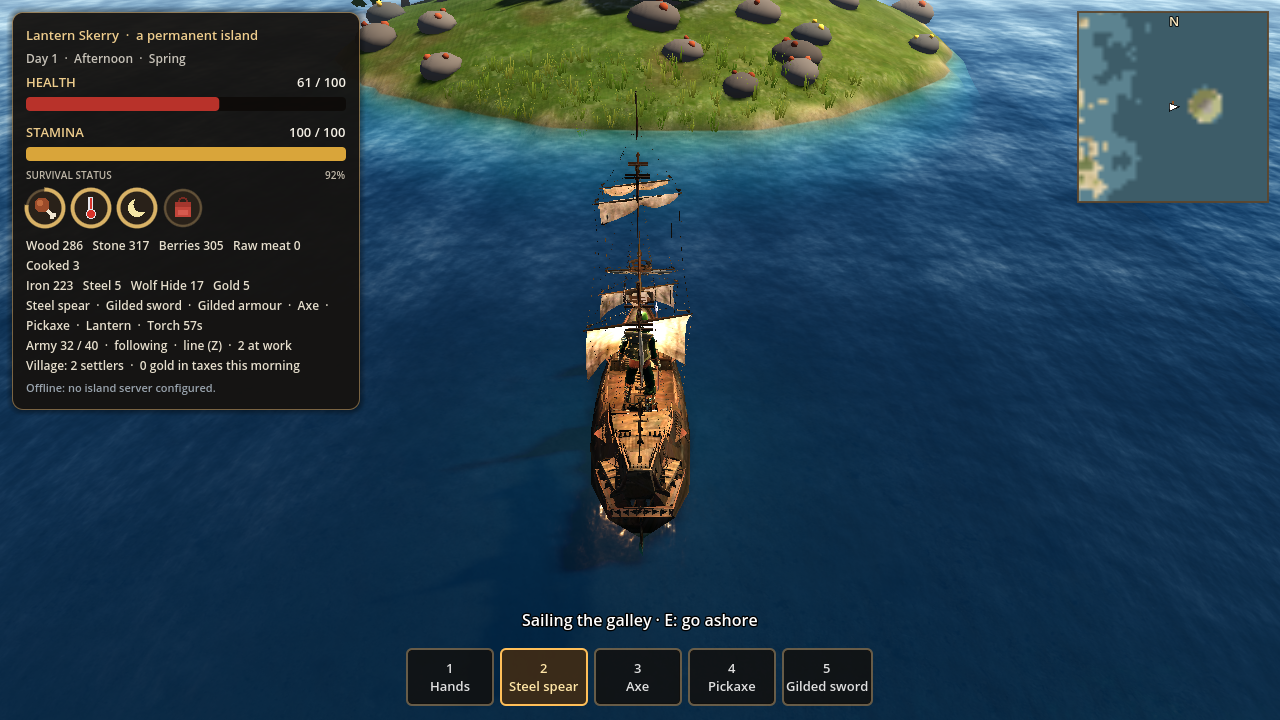 Lantern Skerry · a permanent island
Day 1 · Afternoon · Spring
HEALTH 61 / 100
STAMINA 100 / 100
SURVIVAL STATUS 92%
Wood 286 Stone 317 Berries 305 Raw meat 0
Cooked 3
Iron 223 Steel 5 Wolf Hide 17 Gold 5
Steel spear · Gilded sword · Gilded armour · Axe ·
Pickaxe · Lantern · Torch 57s
Army 32 / 40 · following · line (Z) · 2 at work
Village: 2 settlers · 0 gold in taxes this morning
Offline: no island server configured.
N
Sailing the galley · E: go ashore
1 2 3 4 5
Hands Steel spear Axe Pickaxe Gilded sword